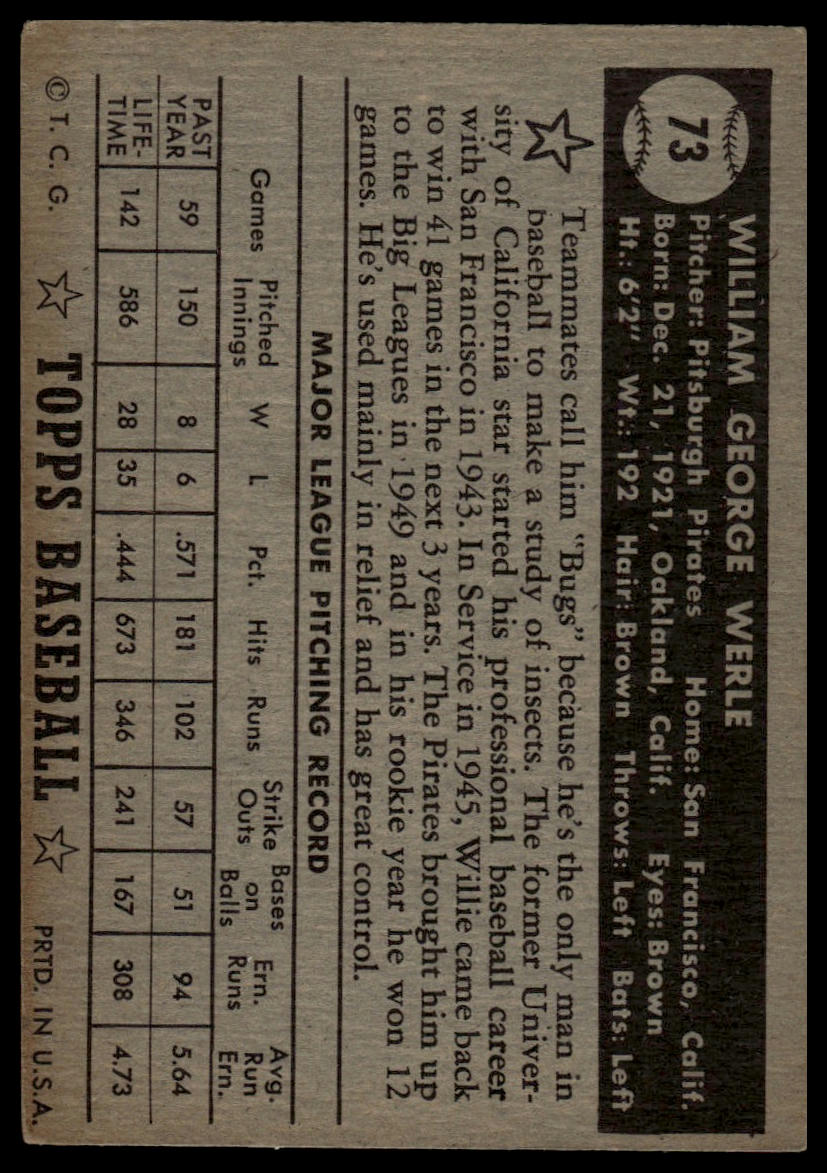 73
WILLIAM GEORGE WERLE
Pitcher: Pittsburgh Pirates Home: San Francisco, Calif.
Born: Dec. 21, 1921, Oakland, Calif. Eyes: Brown
Ht.: 6'2" Wt.: 192 Hair: Brown Throws: Left Bats: Left
Teammates call him "Bugs" because he's the only man in
baseball to make a study of insects. The former Univer-
sity of California star started his professional baseball career
with San Francisco in 1943. In Service in 1945, Willie came back
to win 41 games in the next 3 years. The Pirates brought him up
to the Big Leagues in 1949 and in his rookie year he won 12
games. He's used mainly in relief and has great control.
MAJOR LEAGUE PITCHING RECORD
Games Pitched Innings W L Pct. Hits Runs Strike Outs Bases on Balls Ern. Runs Avg. Run Ern.
PAST YEAR 59 150 8 6 .571 181 102 57 51 94 5.64
LIFE-TIME 142 586 28 35 .444 673 346 241 167 308 4.73
© T. C. G. TOPPS BASEBALL PRTD. IN U.S.A.